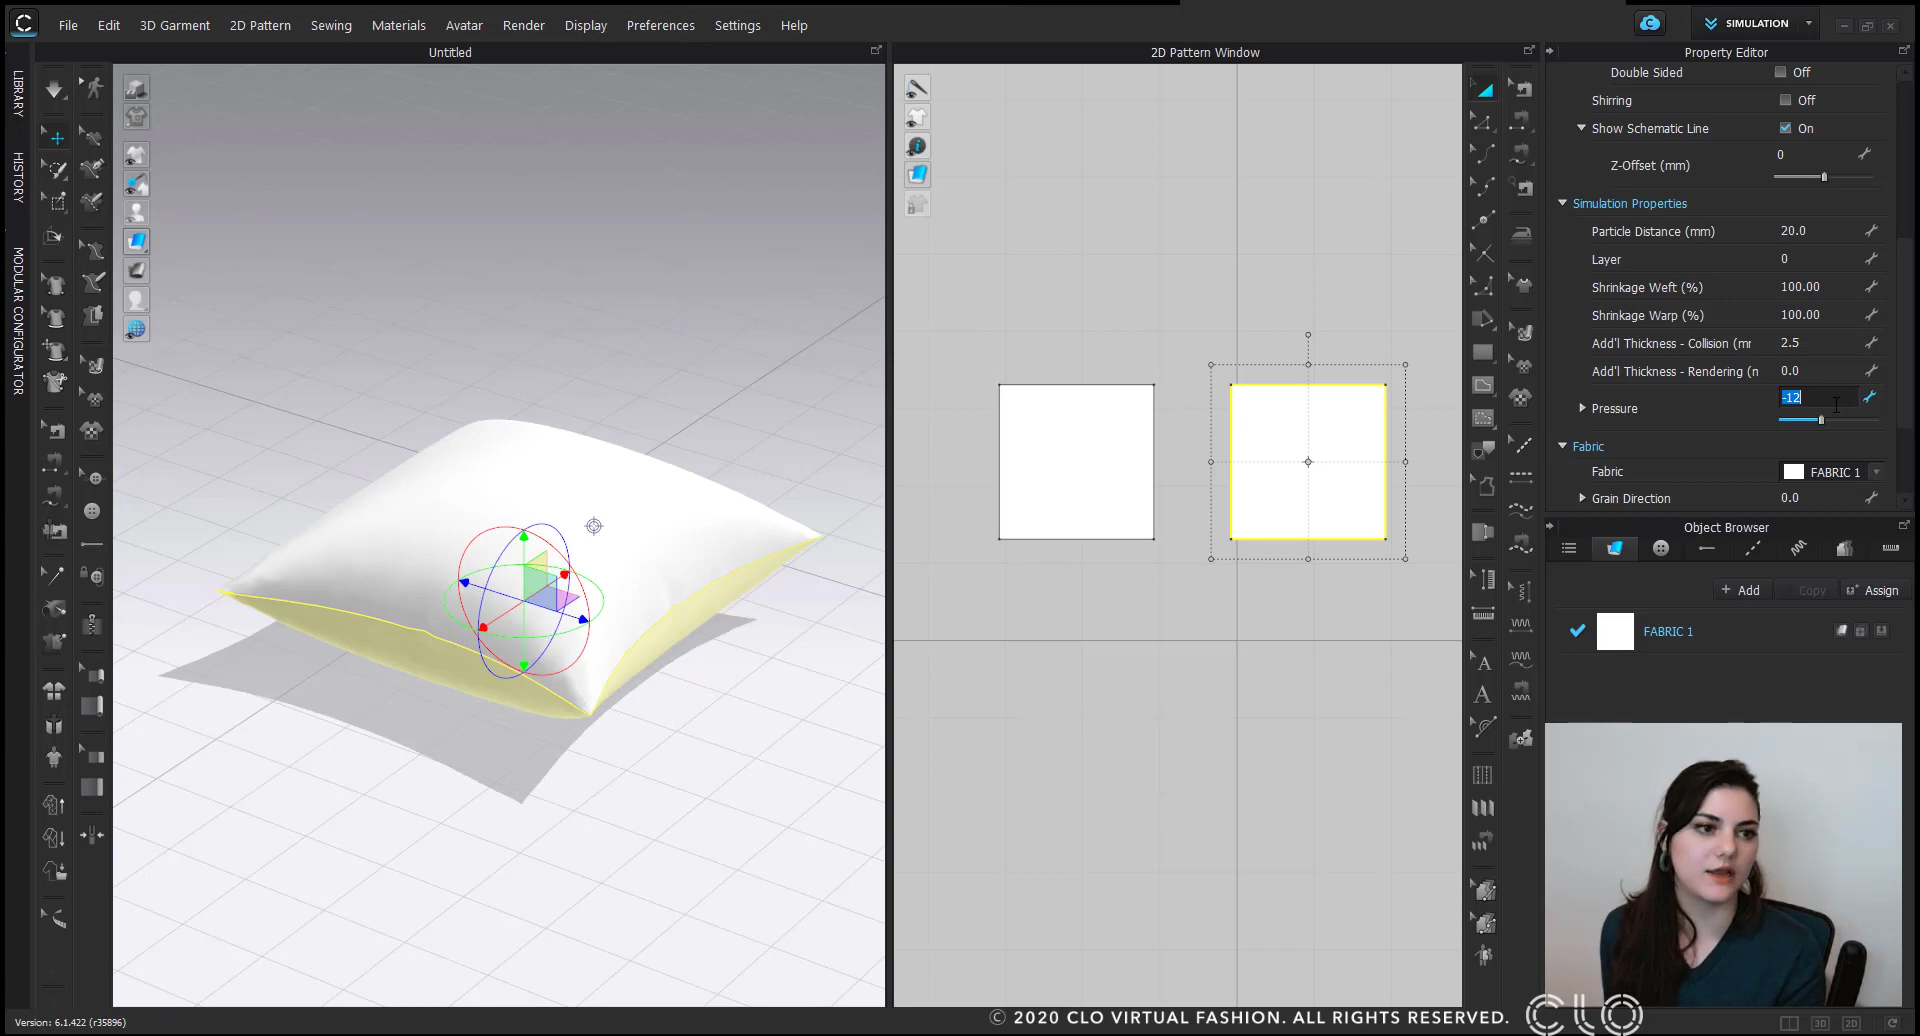 File Edit 3D Garment 2D Pattern Sewing Materials Avatar Render Display Preferences Settings Help
SIMULATION
Untitled
2D Pattern Window
Property Editor
LIBRARY
HISTORY
MODULAR CONFIGURATOR
Double Sided Off
Shirring Off
Show Schematic Line On
Z-Offset (mm) 0
Simulation Properties
Particle Distance (mm) 20.0
Layer 0
Shrinkage Weft (%) 100.00
Shrinkage Warp (%) 100.00
Add'l Thickness - Collision (mr 2.5
Add'l Thickness - Rendering (n 0.0
Pressure -12
Fabric
Fabric FABRIC 1
Grain Direction 0.0
Object Browser
+ Add Copy Assign
FABRIC 1
Version: 6.1.422 (r35896)
© 2020 CLO VIRTUAL FASHION. ALL RIGHTS RESERVED.
CLO
3D 2D